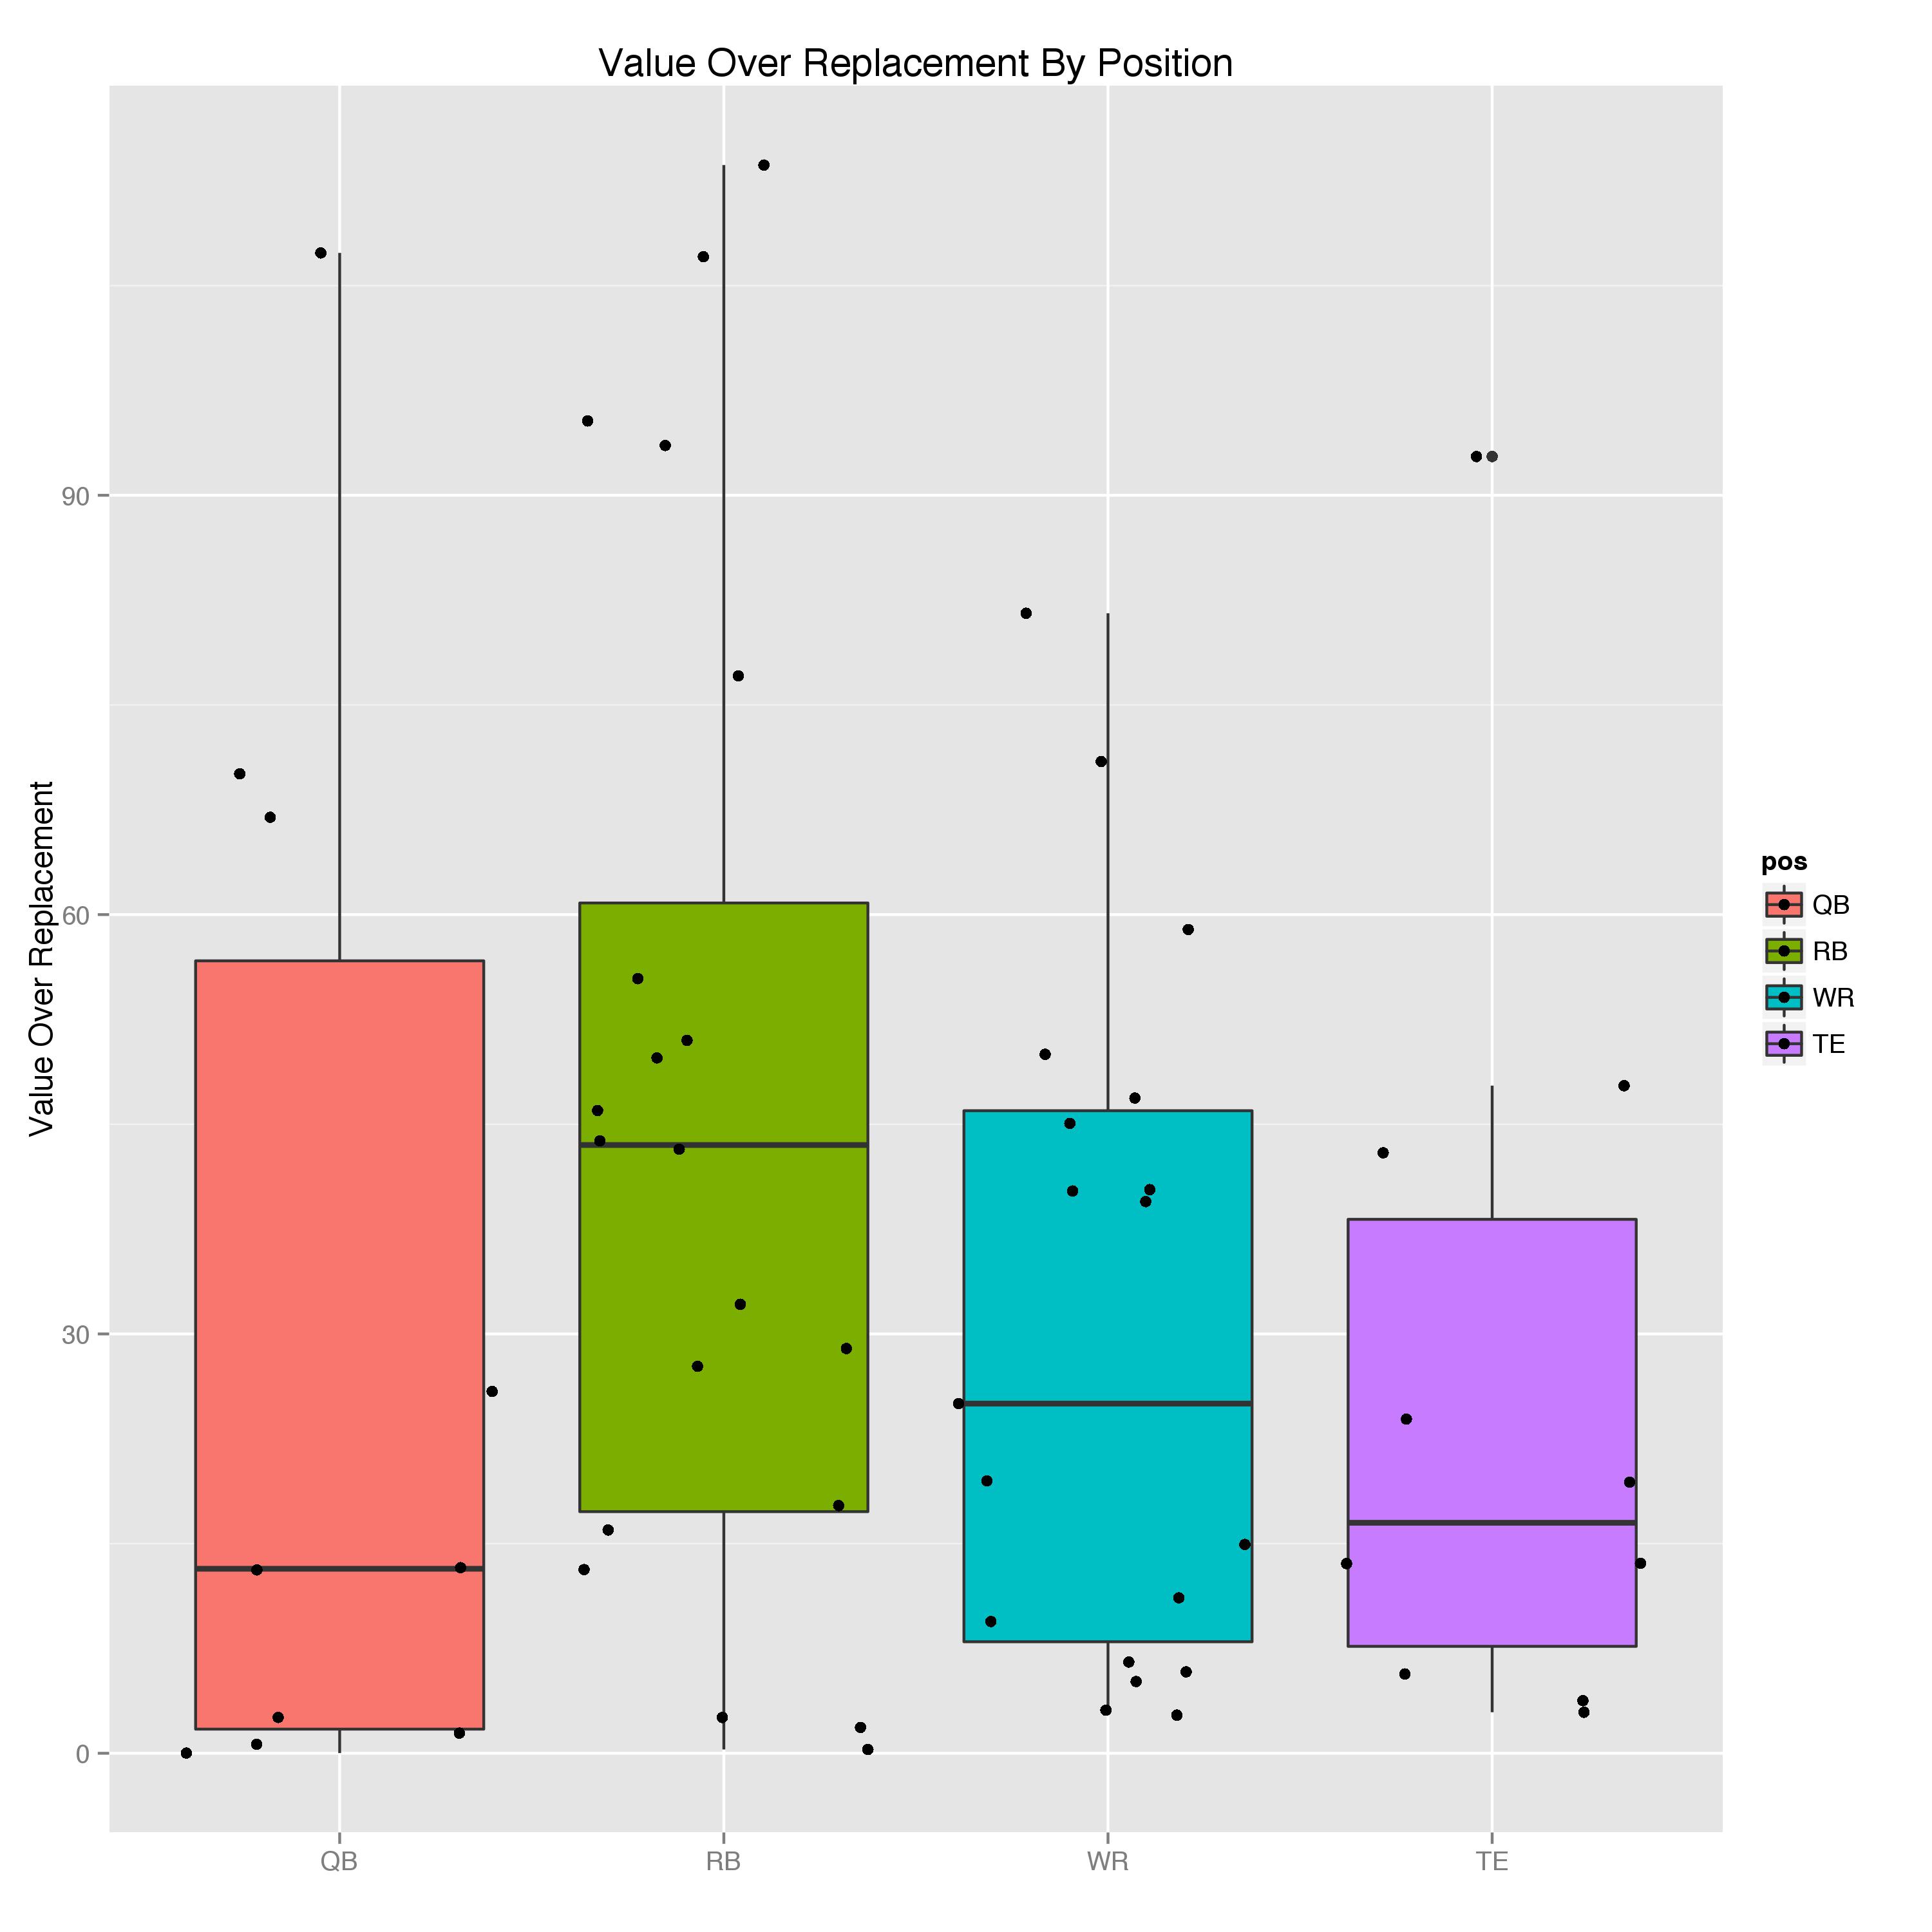 Value Over Replacement By Position
Value Over Replacement
90
60
30
0
QB
RB
WR
TE
pos
QB
RB
WR
TE